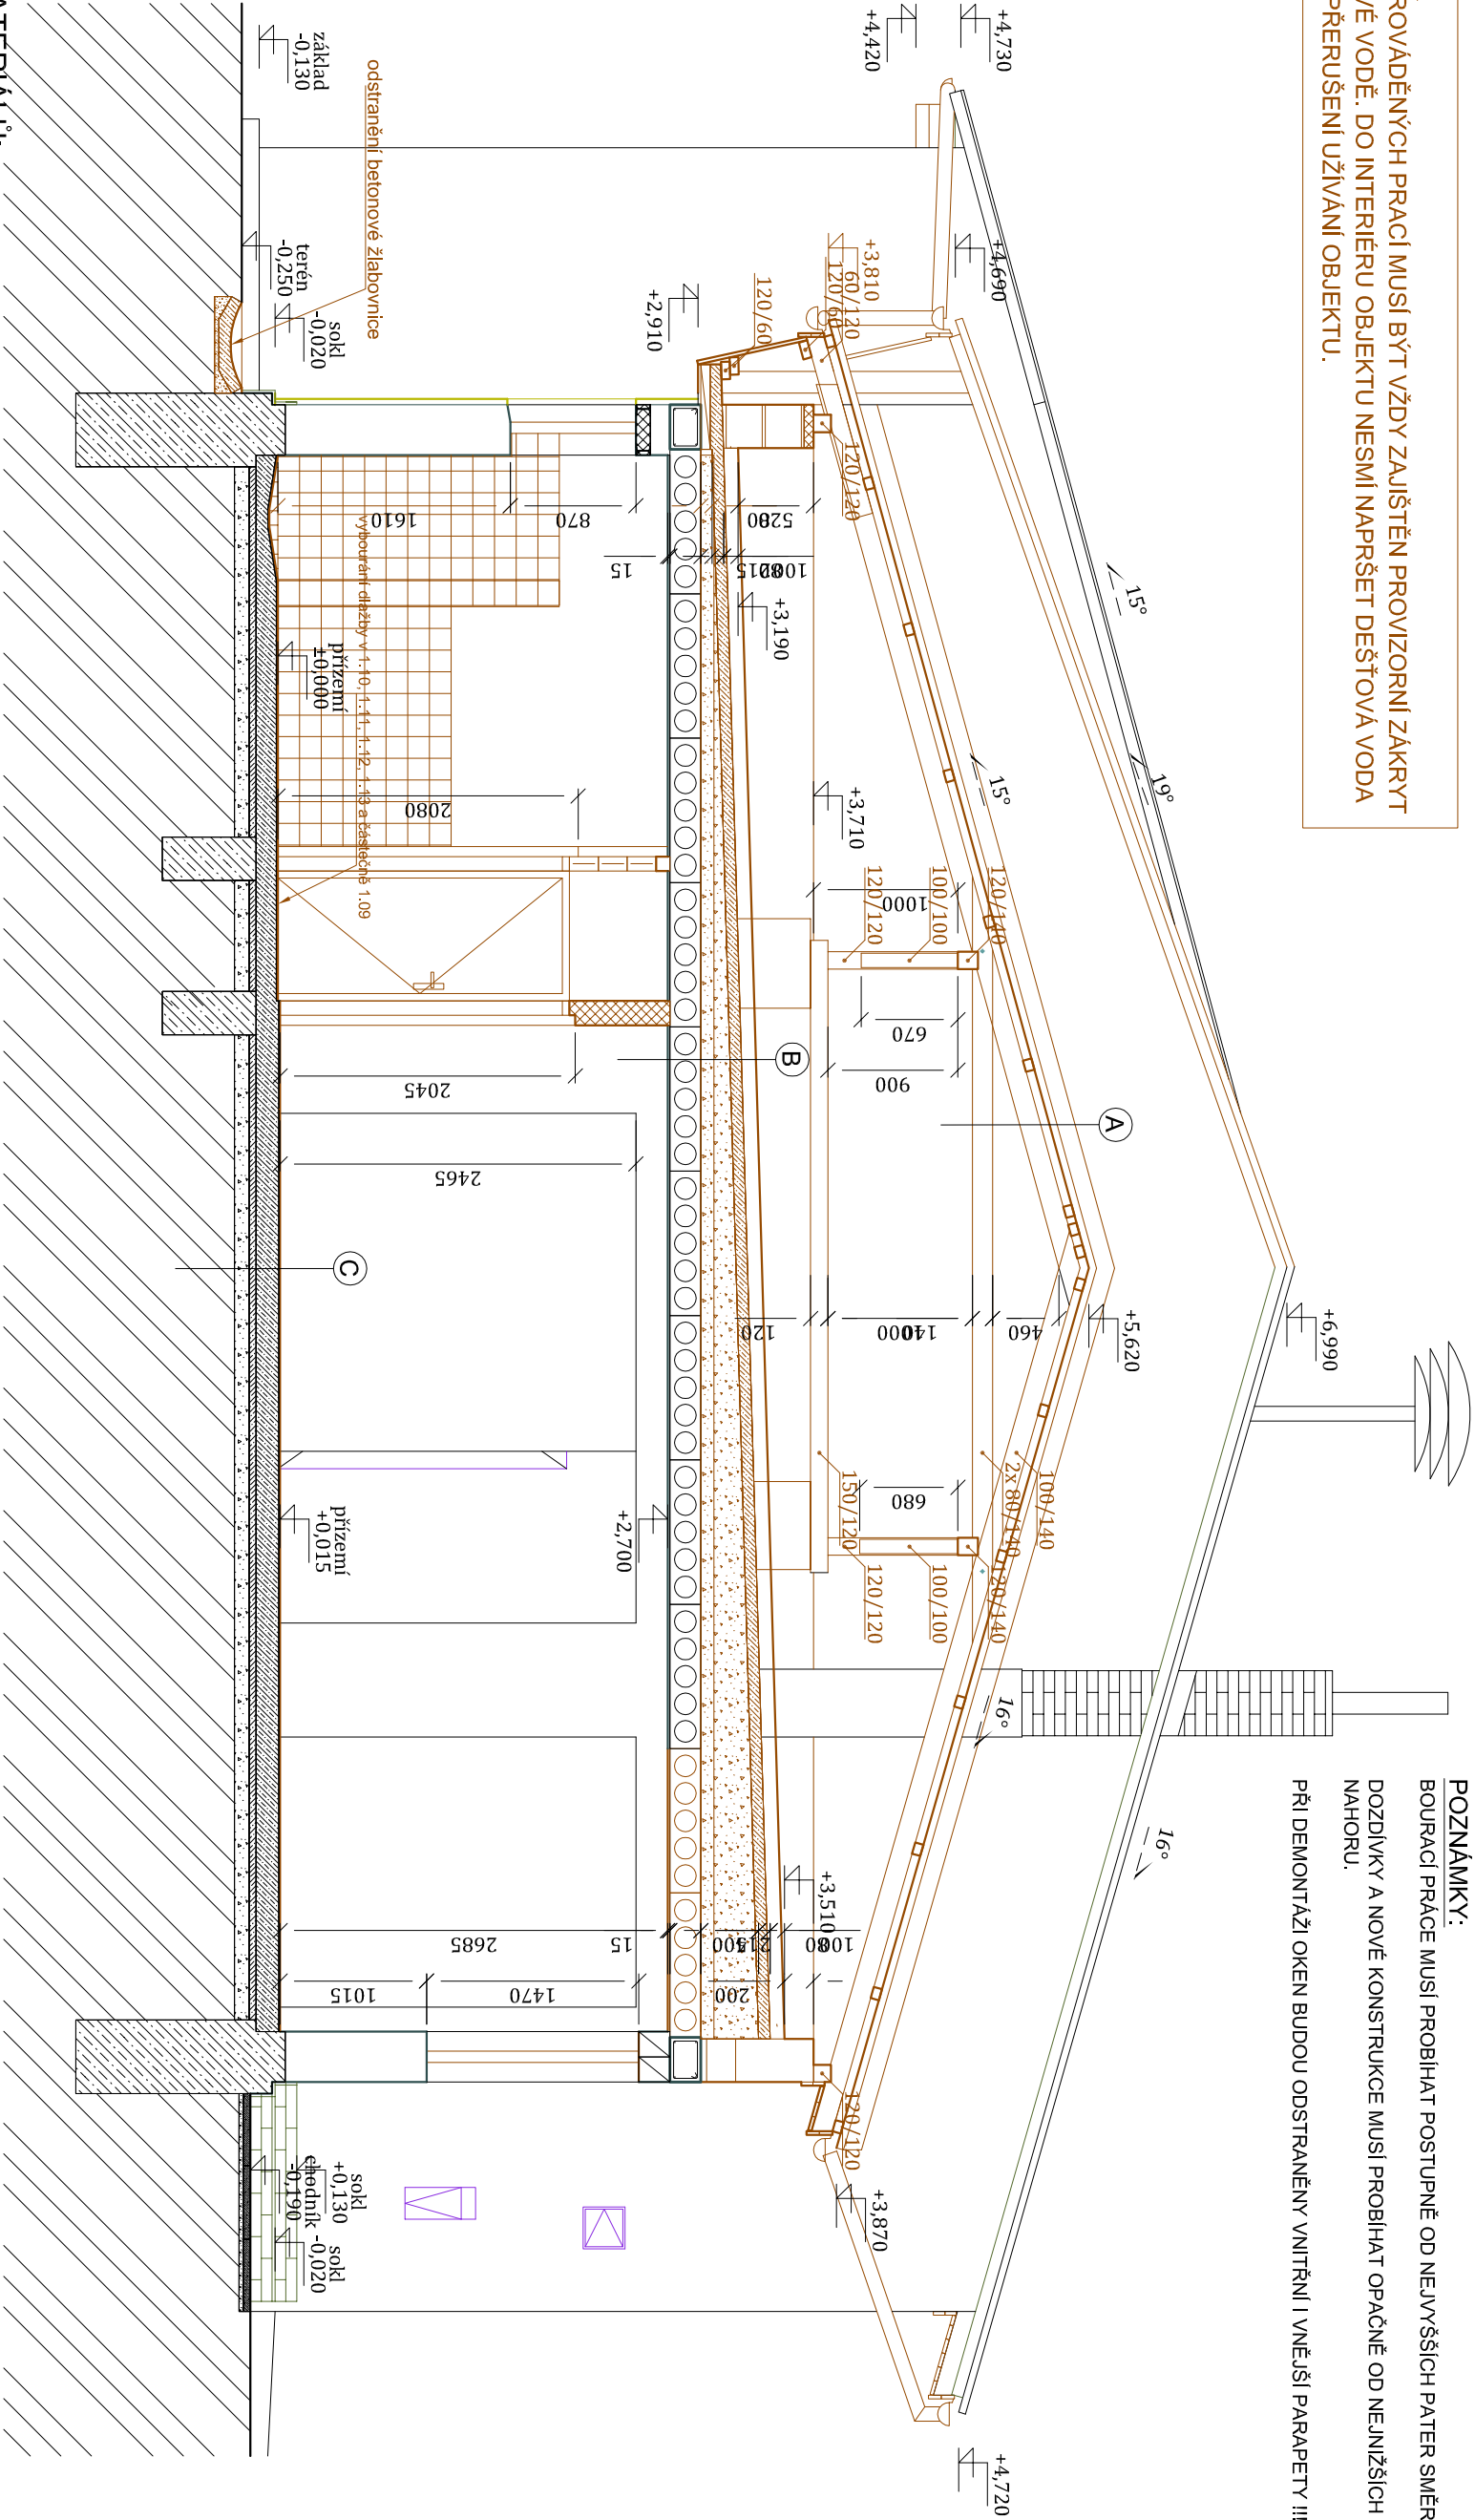 ROVÁDĚNÝCH PRACÍ MUSÍ BÝT VŽDY ZAJIŠTĚN PROVIZORNÍ ZÁKRYT
VÉ VODĚ. DO INTERIÉRU OBJEKTU NESMÍ NAPRŠET DEŠŤOVÁ VODA
PŘERUŠENÍ UŽÍVÁNÍ OBJEKTU.
POZNÁMKY:
BOURACÍ PRÁCE MUSÍ PROBÍHAT POSTUPNĚ OD NEJVYŠŠÍCH PATER SMĚR
DOZDÍVKY A NOVÉ KONSTRUKCE MUSÍ PROBÍHAT OPAČNĚ OD NEJNIŽŠÍCH
NAHORU.
PŘI DEMONTÁŽI OKEN BUDOU ODSTRANĚNY VNITŘNÍ I VNĚJŠÍ PARAPETY !!!
+6,990
+4,730
+4,420
+4,690
15°
19°
15°
16°
16°
+5,620
+4,720
A
+3,810
60/120
120/60
120/60
120/120
+2,910
+3,190
+3,710
120/140
100/100
120/120
1000
670
900
460
140
1000
120
100/140
2x 80/140
150/120
680
120/140
100/100
120/120
+3,510
120/120
+3,870
B
520
870
1610
15
2080
2045
2465
2685
15
1015
1470
200
+2,700
odstranění betonové žlabovnice
základ
-0,130
terén
-0,250
sokl
-0,020
přízemí
±0,000
vybourání dlažby v 1.10, 1.11, 1.12, 1.13 a částečně 1.09
C
přízemí
+0,015
sokl
+0,130
chodník
-0,190
sokl
-0,020